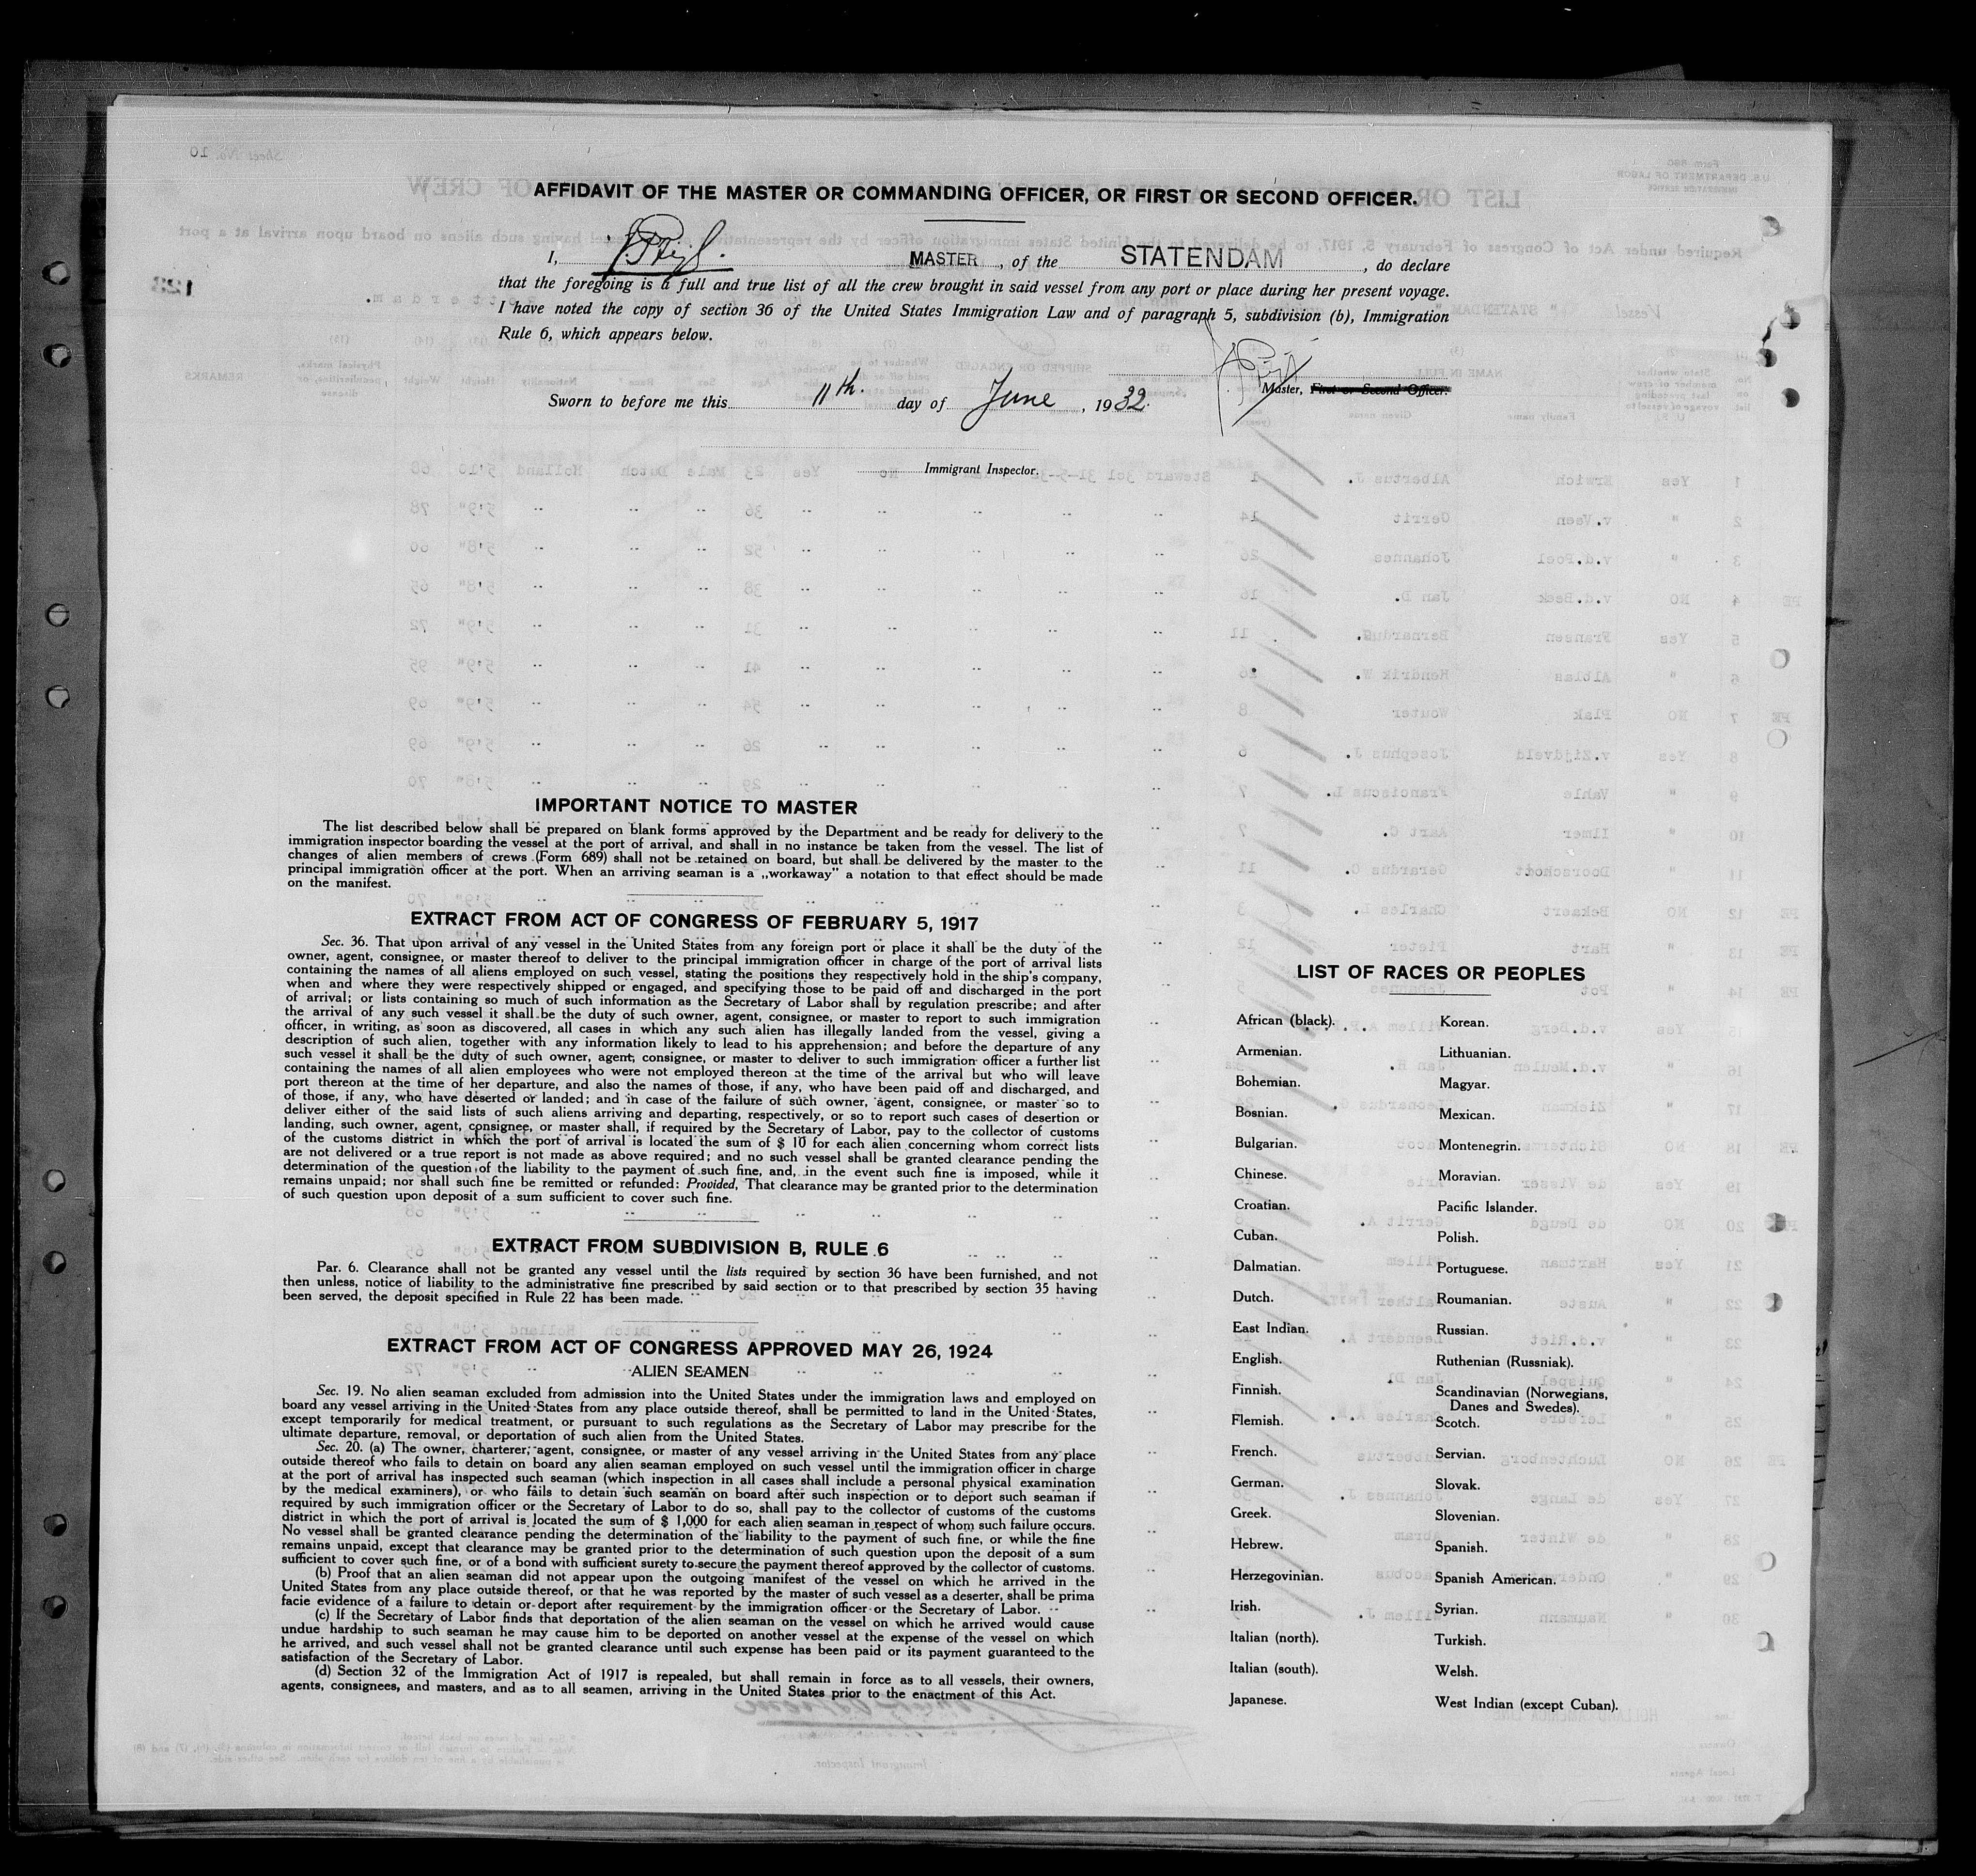 AFFIDAVIT OF THE MASTER OR COMMANDING OFFICER, OR FIRST OR SECOND OFFICER.
I, MASTER, of the STATENDAM, do declare
that the foregoing is a full and true list of all the crew brought in said vessel from any port or place during her present voyage.
I have noted the copy of section 36 of the United States Immigration Law and of paragraph 5, subdivision (b), Immigration
Rule 6, which appears below.
Master, First or Second Officer.
Sworn to before me this 11th. day of June, 1932.
Immigrant Inspector.
IMPORTANT NOTICE TO MASTER
The list described below shall be prepared on blank forms approved by the Department and be ready for delivery to the
immigration inspector boarding the vessel at the port of arrival, and shall in no instance be taken from the vessel. The list of
changes of alien members of crews (Form 689) shall not be retained on board, but shall be delivered by the master to the
principal immigration officer at the port. When an arriving seaman is a „workaway" a notation to that effect should be made
on the manifest.
EXTRACT FROM ACT OF CONGRESS OF FEBRUARY 5, 1917
Sec. 36. That upon arrival of any vessel in the United States from any foreign port or place it shall be the duty of the
owner, agent, consignee, or master thereof to deliver to the principal immigration officer in charge of the port of arrival lists
containing the names of all aliens employed on such vessel, stating the positions they respectively hold in the ship's company,
when and where they were respectively shipped or engaged, and specifying those to be paid off and discharged in the port
of arrival; or lists containing so much of such information as the Secretary of Labor shall by regulation prescribe; and after
the arrival of any such vessel it shall be the duty of such owner, agent, consignee, or master to report to such immigration
officer, in writing, as soon as discovered, all cases in which any such alien has illegally landed from the vessel, giving a
description of such alien, together with any information likely to lead to his apprehension; and before the departure of any
such vessel it shall be the duty of such owner, agent, consignee, or master to deliver to such immigration officer a further list
containing the names of all alien employees who were not employed thereon at the time of the arrival but who will leave
port thereon at the time of her departure, and also the names of those, if any, who have been paid off and discharged, and
of those, if any, who have deserted or landed; and in case of the failure of such owner, agent, consignee, or master so to
deliver either of the said lists of such aliens arriving and departing, respectively, or so to report such cases of desertion or
landing, such owner, agent, consignee, or master shall, if required by the Secretary of Labor, pay to the collector of customs
of the customs district in which the port of arrival is located the sum of $ 10 for each alien concerning whom correct lists
are not delivered or a true report is not made as above required; and no such vessel shall be granted clearance pending the
determination of the question of the liability to the payment of such fine, and, in the event such fine is imposed, while it
remains unpaid; nor shall such fine be remitted or refunded: Provided, That clearance may be granted prior to the determination
of such question upon deposit of a sum sufficient to cover such fine.
EXTRACT FROM SUBDIVISION B, RULE 6
Par. 6. Clearance shall not be granted any vessel until the lists required by section 36 have been furnished, and not
then unless, notice of liability to the administrative fine prescribed by said section or to that prescribed by section 35 having
been served, the deposit specified in Rule 22 has been made.
EXTRACT FROM ACT OF CONGRESS APPROVED MAY 26, 1924
ALIEN SEAMEN
Sec. 19. No alien seaman excluded from admission into the United States under the immigration laws and employed on
board any vessel arriving in the United States from any place outside thereof, shall be permitted to land in the United States,
except temporarily for medical treatment, or pursuant to such regulations as the Secretary of Labor may prescribe for the
ultimate departure, removal, or deportation of such alien from the United States.
Sec. 20. (a) The owner, charterer, agent, consignee, or master of any vessel arriving in the United States from any place
outside thereof who fails to detain on board any alien seaman employed on such vessel until the immigration officer in charge
at the port of arrival has inspected such seaman (which inspection in all cases shall include a personal physical examination
by the medical examiners), or who fails to detain such seaman on board after such inspection or to deport such seaman if
required by such immigration officer or the Secretary of Labor to do so, shall pay to the collector of customs of the customs
district in which the port of arrival is located the sum of $ 1,000 for each alien seaman in respect of whom such failure occurs.
No vessel shall be granted clearance pending the determination of the liability to the payment of such fine, or while the fine
remains unpaid, except that clearance may be granted prior to the determination of such question upon the deposit of a sum
sufficient to cover such fine, or of a bond with sufficient surety to secure the payment thereof approved by the collector of customs.
(b) Proof that an alien seaman did not appear upon the outgoing manifest of the vessel on which he arrived in the
United States from any place outside thereof, or that he was reported by the master of such vessel as a deserter, shall be prima
facie evidence of a failure to detain or deport after requirement by the immigration officer or the Secretary of Labor.
(c) If the Secretary of Labor finds that deportation of the alien seaman on the vessel on which he arrived would cause
undue hardship to such seaman he may cause him to be deported on another vessel at the expense of the vessel on which
he arrived, and such vessel shall not be granted clearance until such expense has been paid or its payment guaranteed to the
satisfaction of the Secretary of Labor.
(d) Section 32 of the Immigration Act of 1917 is repealed, but shall remain in force as to all vessels, their owners,
agents, consignees, and masters, and as to all seamen, arriving in the United States prior to the enactment of this Act.
LIST OF RACES OR PEOPLES
African (black).
Armenian.
Bohemian.
Bosnian.
Bulgarian.
Chinese.
Croatian.
Cuban.
Dalmatian.
Dutch.
East Indian.
English.
Finnish.
Flemish.
French.
German.
Greek.
Hebrew.
Herzegovinian.
Irish.
Italian (north).
Italian (south).
Japanese.
Korean.
Lithuanian.
Magyar.
Mexican.
Montenegrin.
Moravian.
Pacific Islander.
Polish.
Portuguese.
Roumanian.
Russian.
Ruthenian (Russniak).
Scandinavian (Norwegians,
Danes and Swedes).
Scotch.
Servian.
Slovak.
Slovenian.
Spanish.
Spanish American.
Syrian.
Turkish.
Welsh.
West Indian (except Cuban).